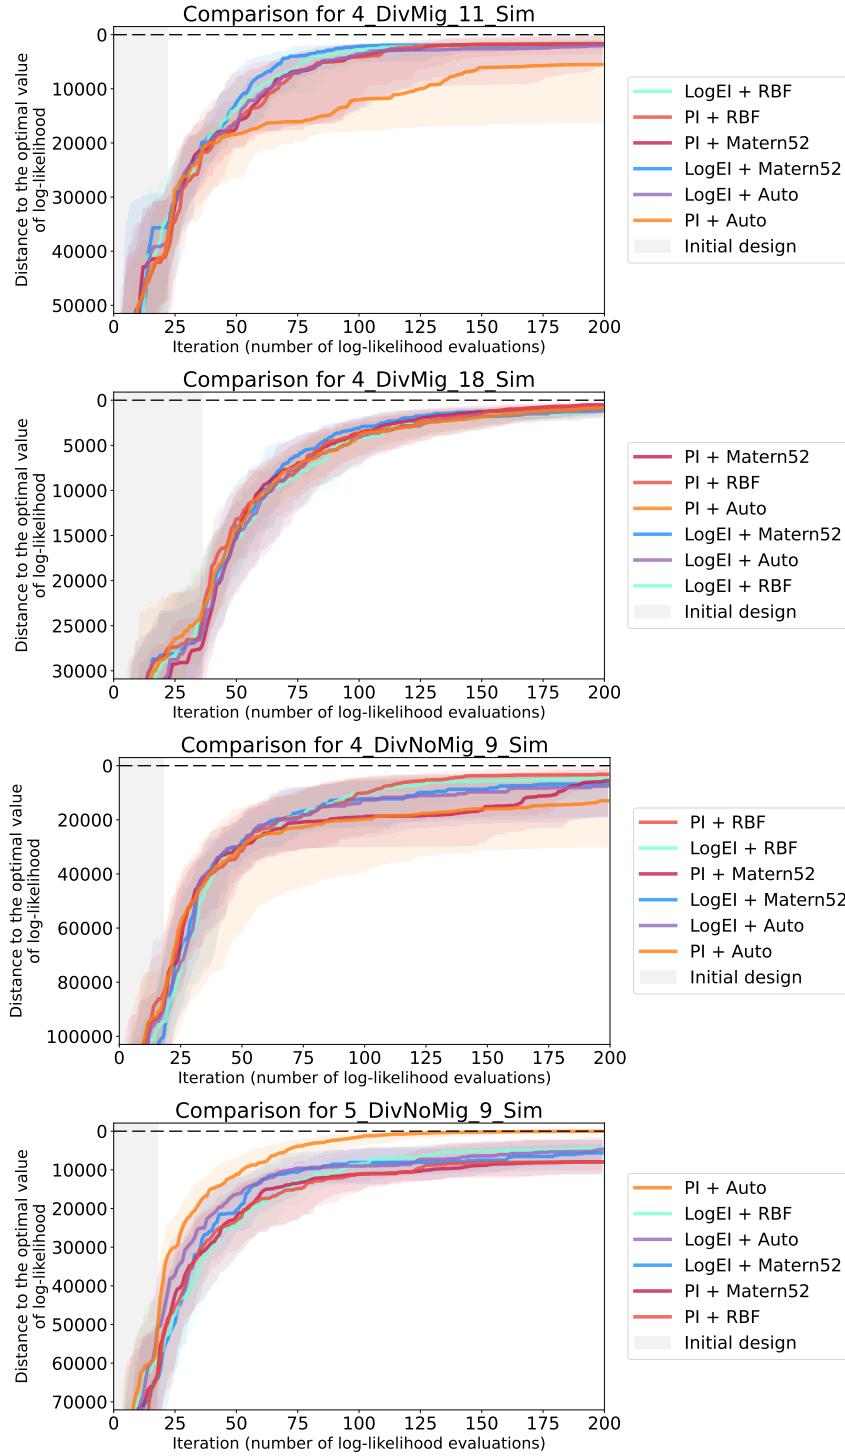 Comparison for 4_DivMig_11_Sim
Distance to the optimal value
of log-likelihood
0
10000
20000
30000
40000
50000
0 25 50 75 100 125 150 175 200
Iteration (number of log-likelihood evaluations)
LogEI + RBF
PI + RBF
PI + Matern52
LogEI + Matern52
LogEI + Auto
PI + Auto
Initial design
Comparison for 4_DivMig_18_Sim
Distance to the optimal value
of log-likelihood
0
5000
10000
15000
20000
25000
30000
0 25 50 75 100 125 150 175 200
Iteration (number of log-likelihood evaluations)
PI + Matern52
PI + RBF
PI + Auto
LogEI + Matern52
LogEI + Auto
LogEI + RBF
Initial design
Comparison for 4_DivNoMig_9_Sim
Distance to the optimal value
of log-likelihood
0
20000
40000
60000
80000
100000
0 25 50 75 100 125 150 175 200
Iteration (number of log-likelihood evaluations)
PI + RBF
LogEI + RBF
PI + Matern52
LogEI + Matern52
LogEI + Auto
PI + Auto
Initial design
Comparison for 5_DivNoMig_9_Sim
Distance to the optimal value
of log-likelihood
0
10000
20000
30000
40000
50000
60000
70000
0 25 50 75 100 125 150 175 200
Iteration (number of log-likelihood evaluations)
PI + Auto
LogEI + RBF
LogEI + Auto
LogEI + Matern52
PI + Matern52
PI + RBF
Initial design